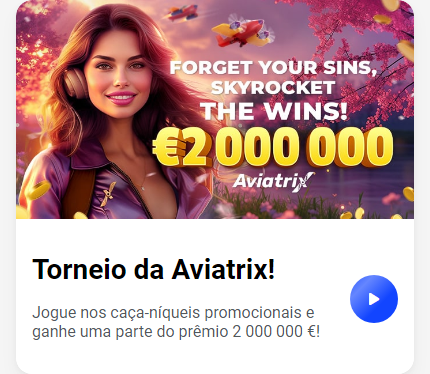 FORGET YOUR SINS,
SKYROCKET
THE WINS!
€2 000 000
Aviatrix
Torneio da Aviatrix!
Jogue nos caça-níqueis promocionais e
ganhe uma parte do prêmio 2 000 000 €!